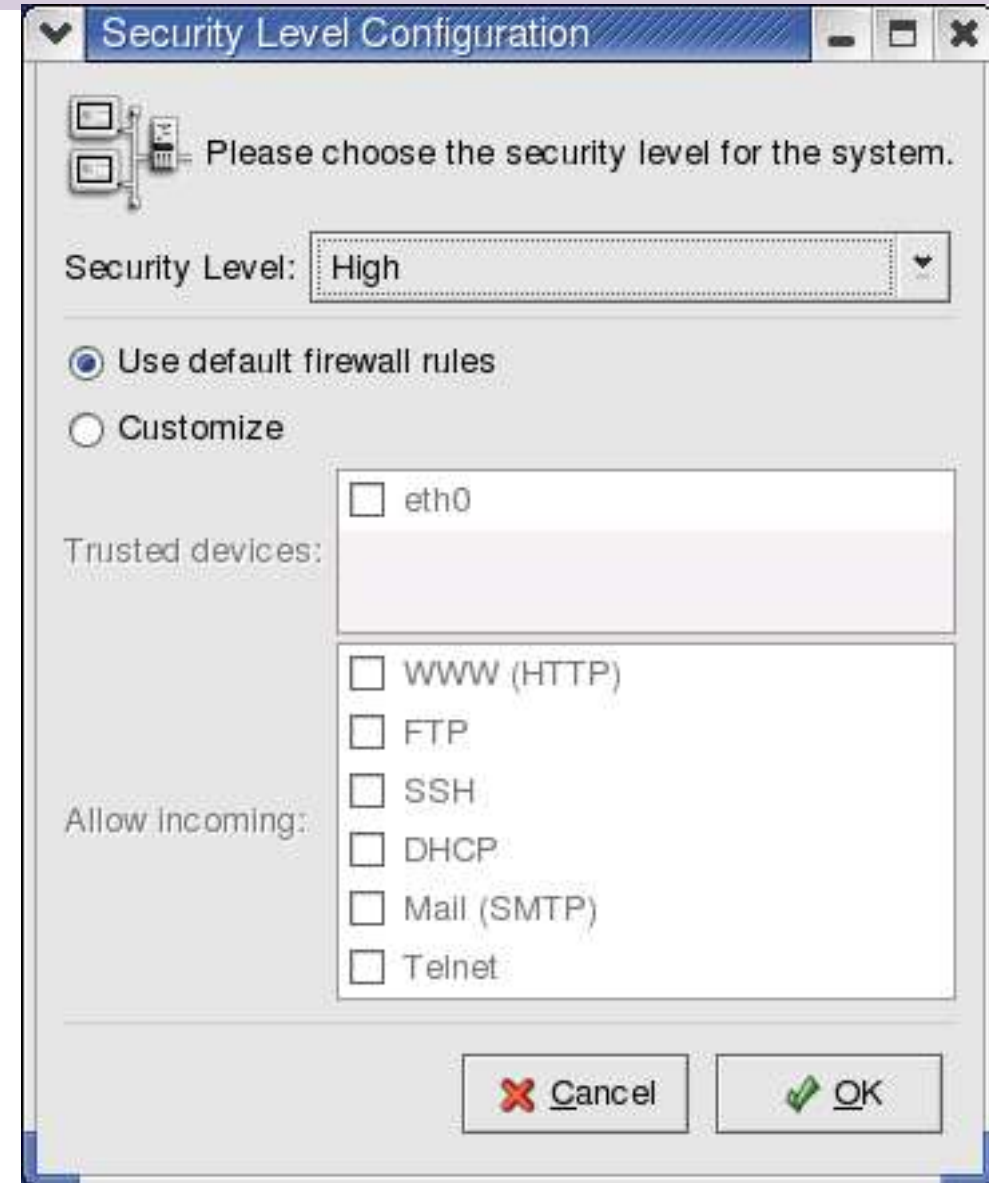 Security Level Configuration
Please choose the security level for the system.
Security Level: High
Use default firewall rules
Customize
Trusted devices:
eth0
Allow incoming:
WWW (HTTP)
FTP
SSH
DHCP
Mail (SMTP)
Telnet
Cancel
OK